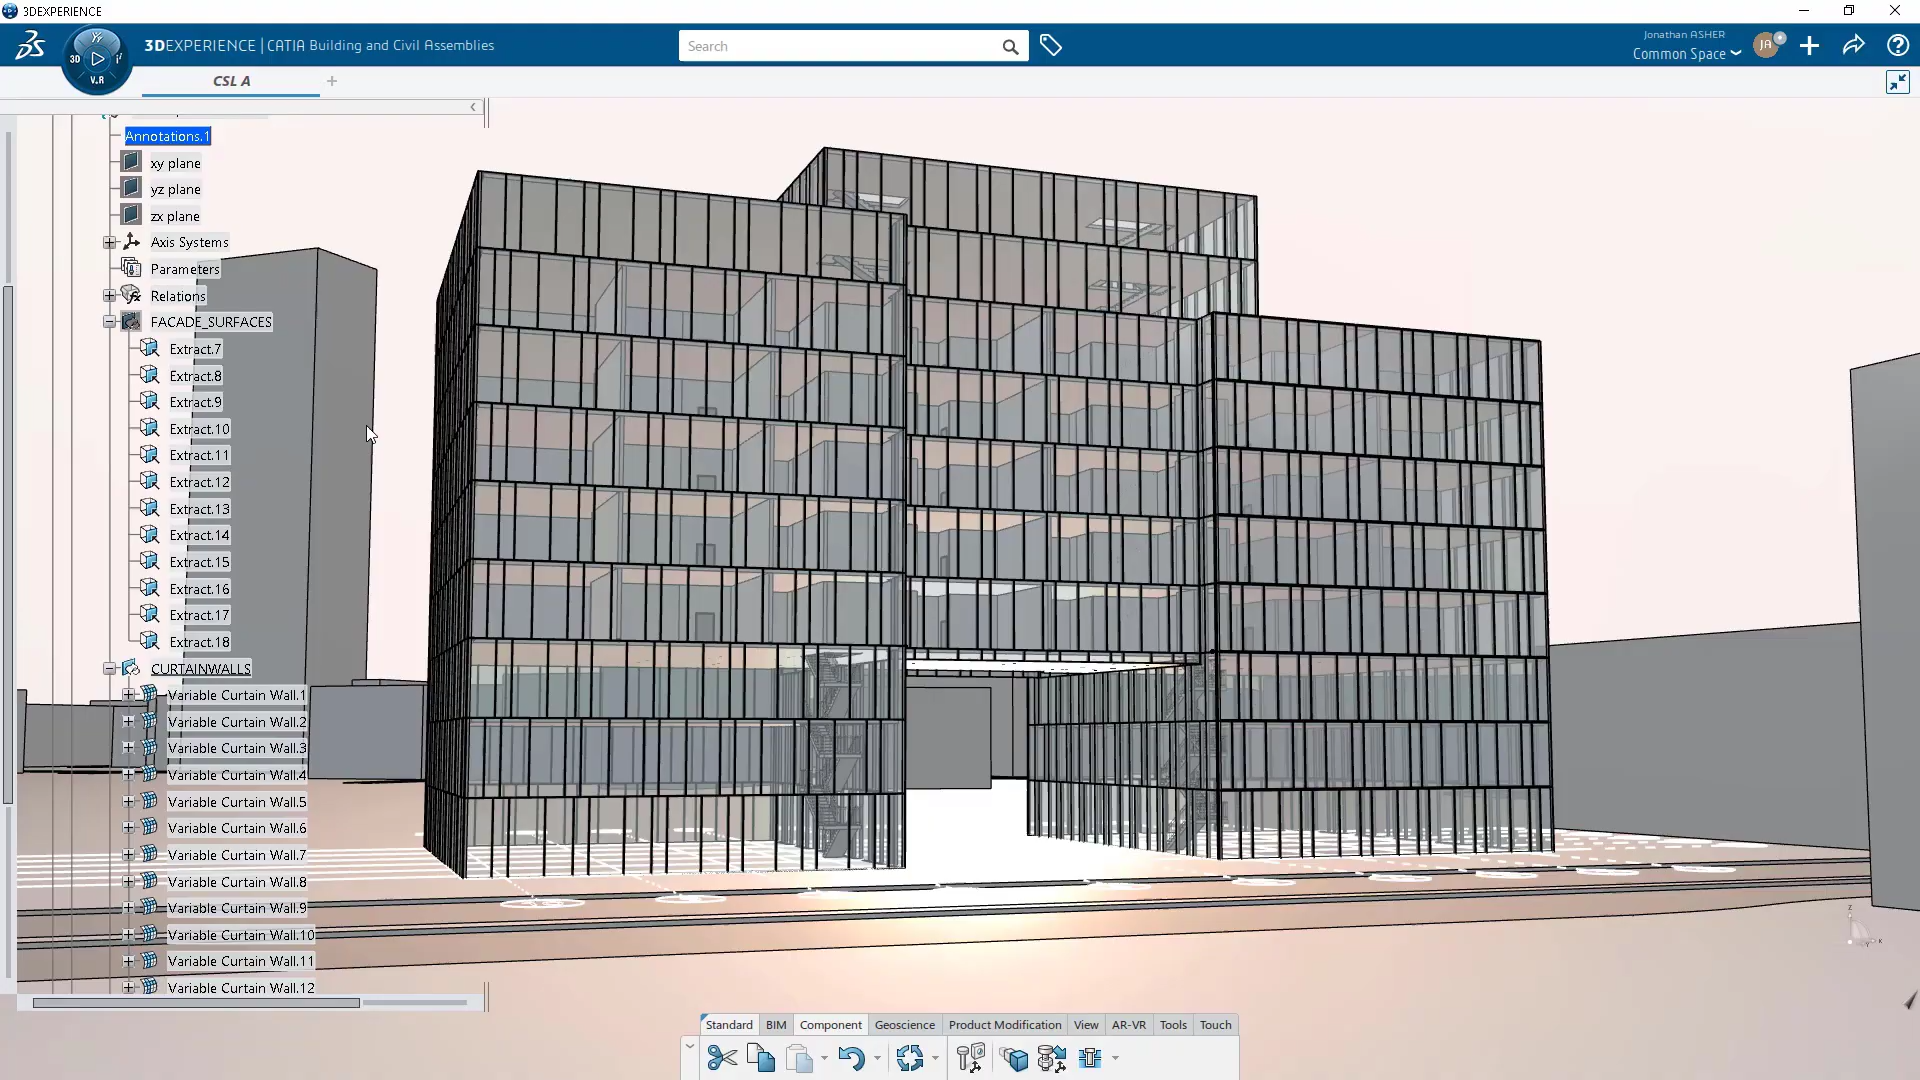 3DEXPERIENCE
3DEXPERIENCE | CATIA Building and Civil Assemblies
Search
Jonathan ASHER
Common Space
JA
3D
V.R
CSL A
Annotations.1
xy plane
yz plane
zx plane
Axis Systems
Parameters
Relations
FACADE_SURFACES
Extract.7
Extract.8
Extract.9
Extract.10
Extract.11
Extract.12
Extract.13
Extract.14
Extract.15
Extract.16
Extract.17
Extract.18
CURTAINWALLS
Variable Curtain Wall.1
Variable Curtain Wall.2
Variable Curtain Wall.3
Variable Curtain Wall.4
Variable Curtain Wall.5
Variable Curtain Wall.6
Variable Curtain Wall.7
Variable Curtain Wall.8
Variable Curtain Wall.9
Variable Curtain Wall.10
Variable Curtain Wall.11
Variable Curtain Wall.12
Standard BIM Component Geoscience Product Modification View AR-VR Tools Touch